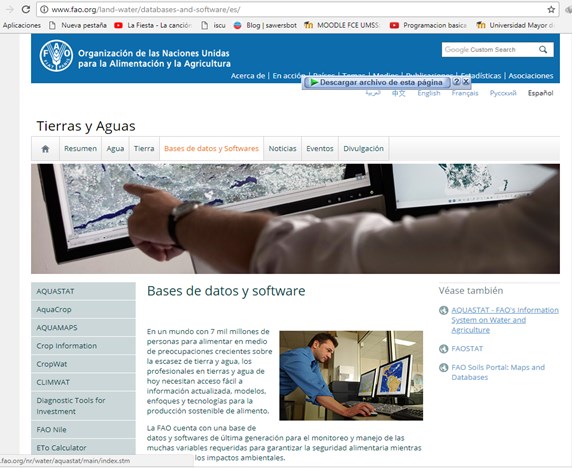 www.fao.org/land-water/databases-and-software/es/
Aplicaciones Nueva pestaña La Fiesta - La canción iscu Blog | sawersbot MOODLE FCE UMSS Programacion basica Universidad Mayor d
FAO
Organización de las Naciones Unidas
para la Alimentación y la Agricultura
Google Custom Search
Acerca de | En acción | Países | Temas | Medios | Publicaciones | Estadísticas | Asociaciones
Descargar archivo de esta página ? X
العربية 中文 English Français Русский Español
Tierras y Aguas
Resumen Agua Tierra Bases de datos y Softwares Noticias Eventos Divulgación
AQUASTAT
AquaCrop
AQUAMAPS
Crop Information
CropWat
CLIMWAT
Diagnostic Tools for
Investment
FAO Nile
ETo Calculator
.fao.org/nr/water/aquastat/main/index.stm
Bases de datos y software
En un mundo con 7 mil millones de
personas para alimentar en medio
de preocupaciones crecientes sobre
la escasez de tierra y agua, los
profesionales en tierras y agua de
hoy necesitan acceso fácil a
información actualizada, modelos,
enfoques y tecnologías para la
producción sostenible de alimento.
La FAO cuenta con una base de
datos y softwares de última generación para el monitoreo y manejo de las
muchas variables requeridas para garantizar la seguridad alimentaria mientras
los impactos ambientales.
Véase también
AQUASTAT - FAO's Information
System on Water and
Agriculture
FAOSTAT
FAO Soils Portal: Maps and
Databases